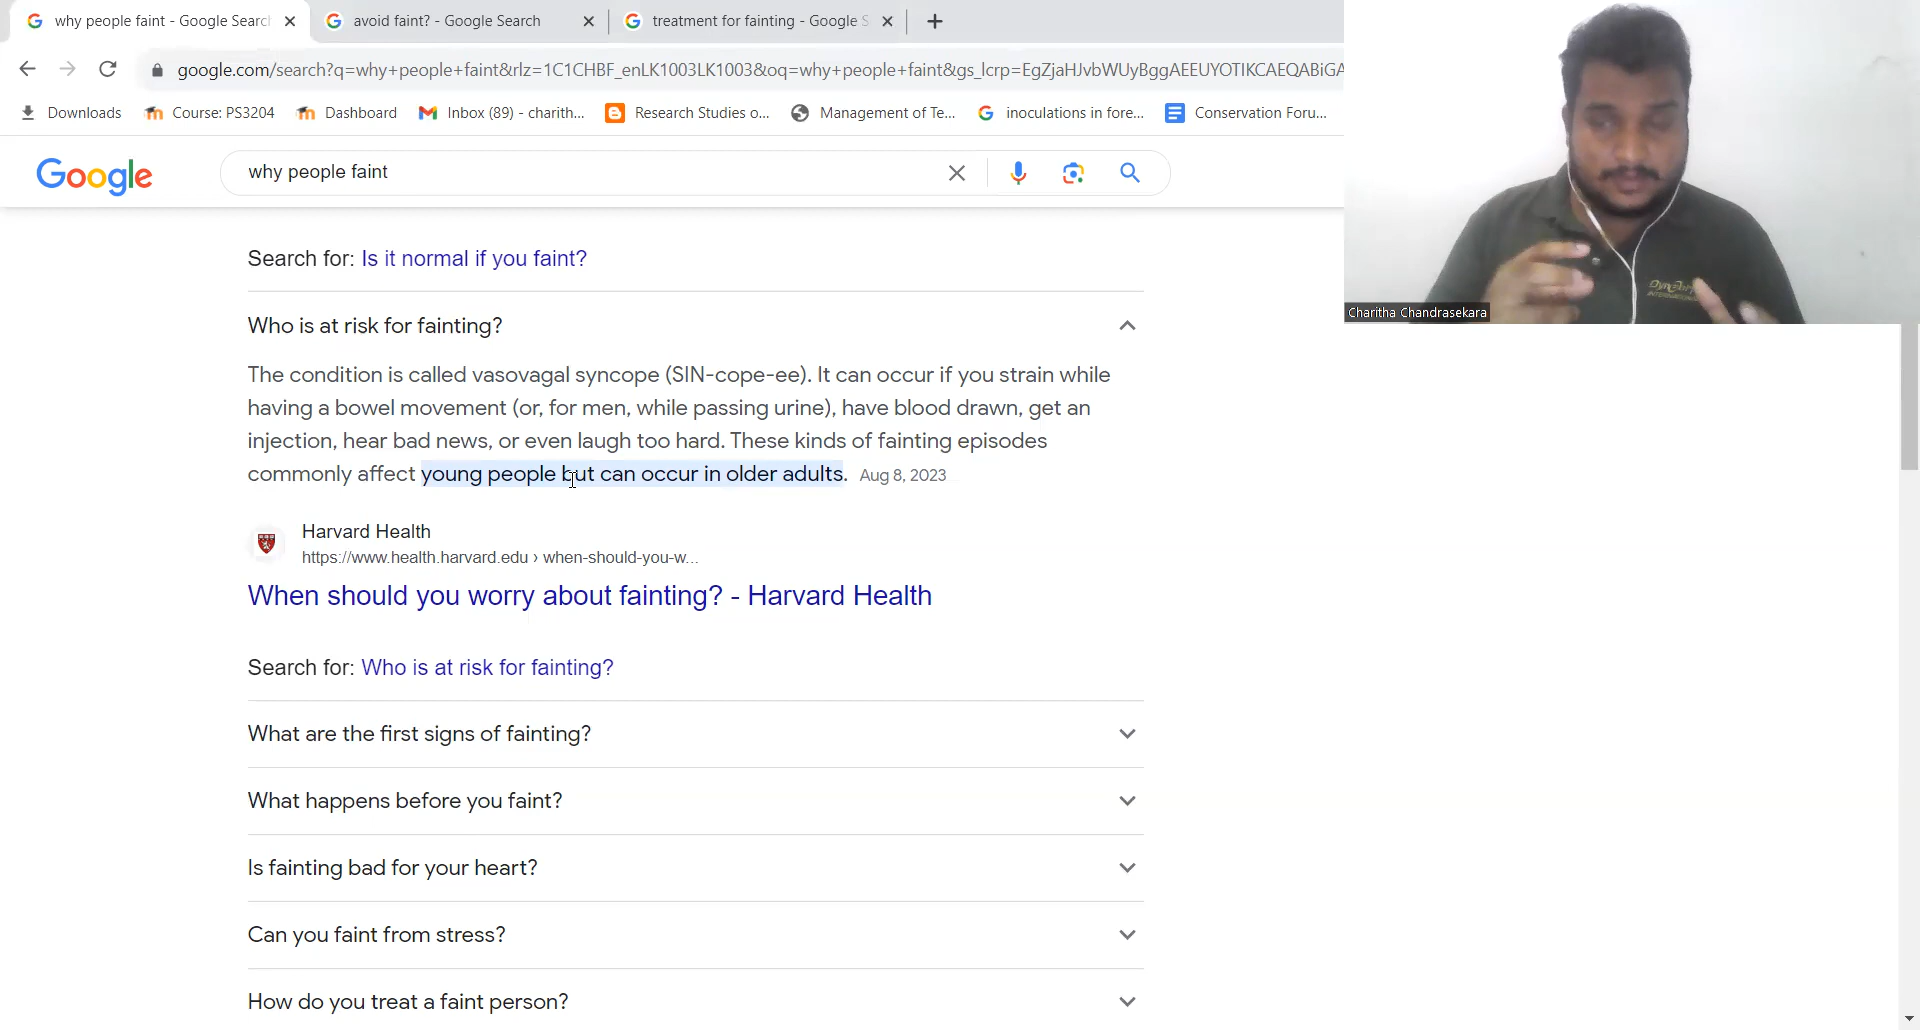 why people faint - Google Searc
avoid faint? - Google Search
treatment for fainting - Google S
google.com/search?q=why+people+faint&rlz=1C1CHBF_enLK1003LK1003&oq=why+people+faint&gs_lcrp=EgZjaHJvbWUyBggAEEUYOTIKCAEQABiGA
Downloads
Course: PS3204
Dashboard
Inbox (89) - charith...
Research Studies o...
Management of Te...
inoculations in fore...
Conservation Foru...
Google
why people faint
Charitha Chandrasekara
Search for: Is it normal if you faint?
Who is at risk for fainting?
The condition is called vasovagal syncope (SIN-cope-ee). It can occur if you strain while
having a bowel movement (or, for men, while passing urine), have blood drawn, get an
injection, hear bad news, or even laugh too hard. These kinds of fainting episodes
commonly affect young people but can occur in older adults. Aug 8, 2023
Harvard Health
https://www.health.harvard.edu › when-should-you-w...
When should you worry about fainting? - Harvard Health
Search for: Who is at risk for fainting?
What are the first signs of fainting?
What happens before you faint?
Is fainting bad for your heart?
Can you faint from stress?
How do you treat a faint person?